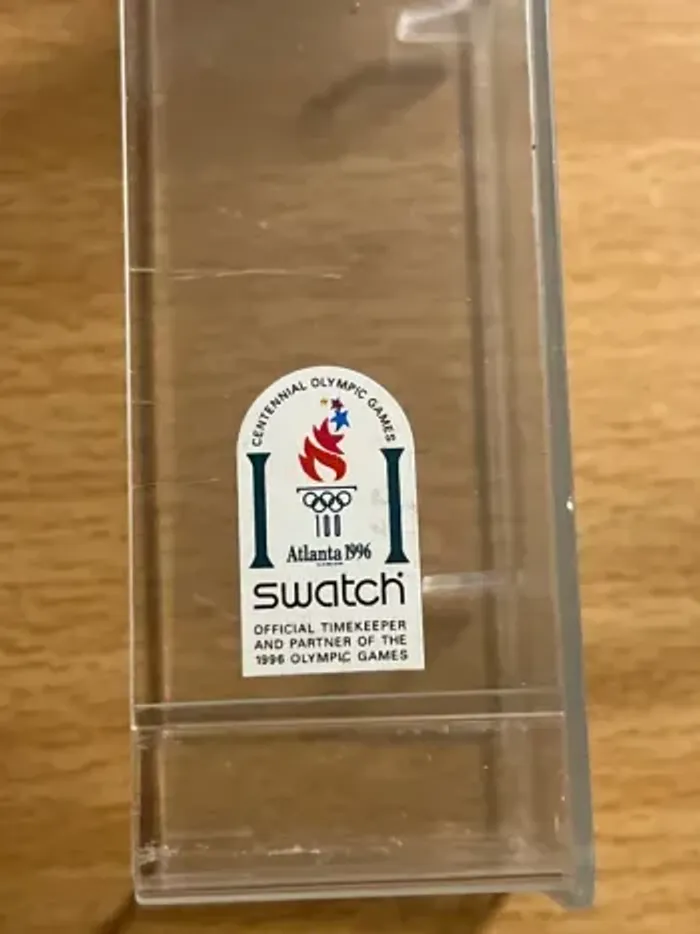 CENTENNIAL OLYMPIC GAMES
100
Atlanta 1996
swatch
OFFICIAL TIMEKEEPER
AND PARTNER OF THE
1996 OLYMPIC GAMES